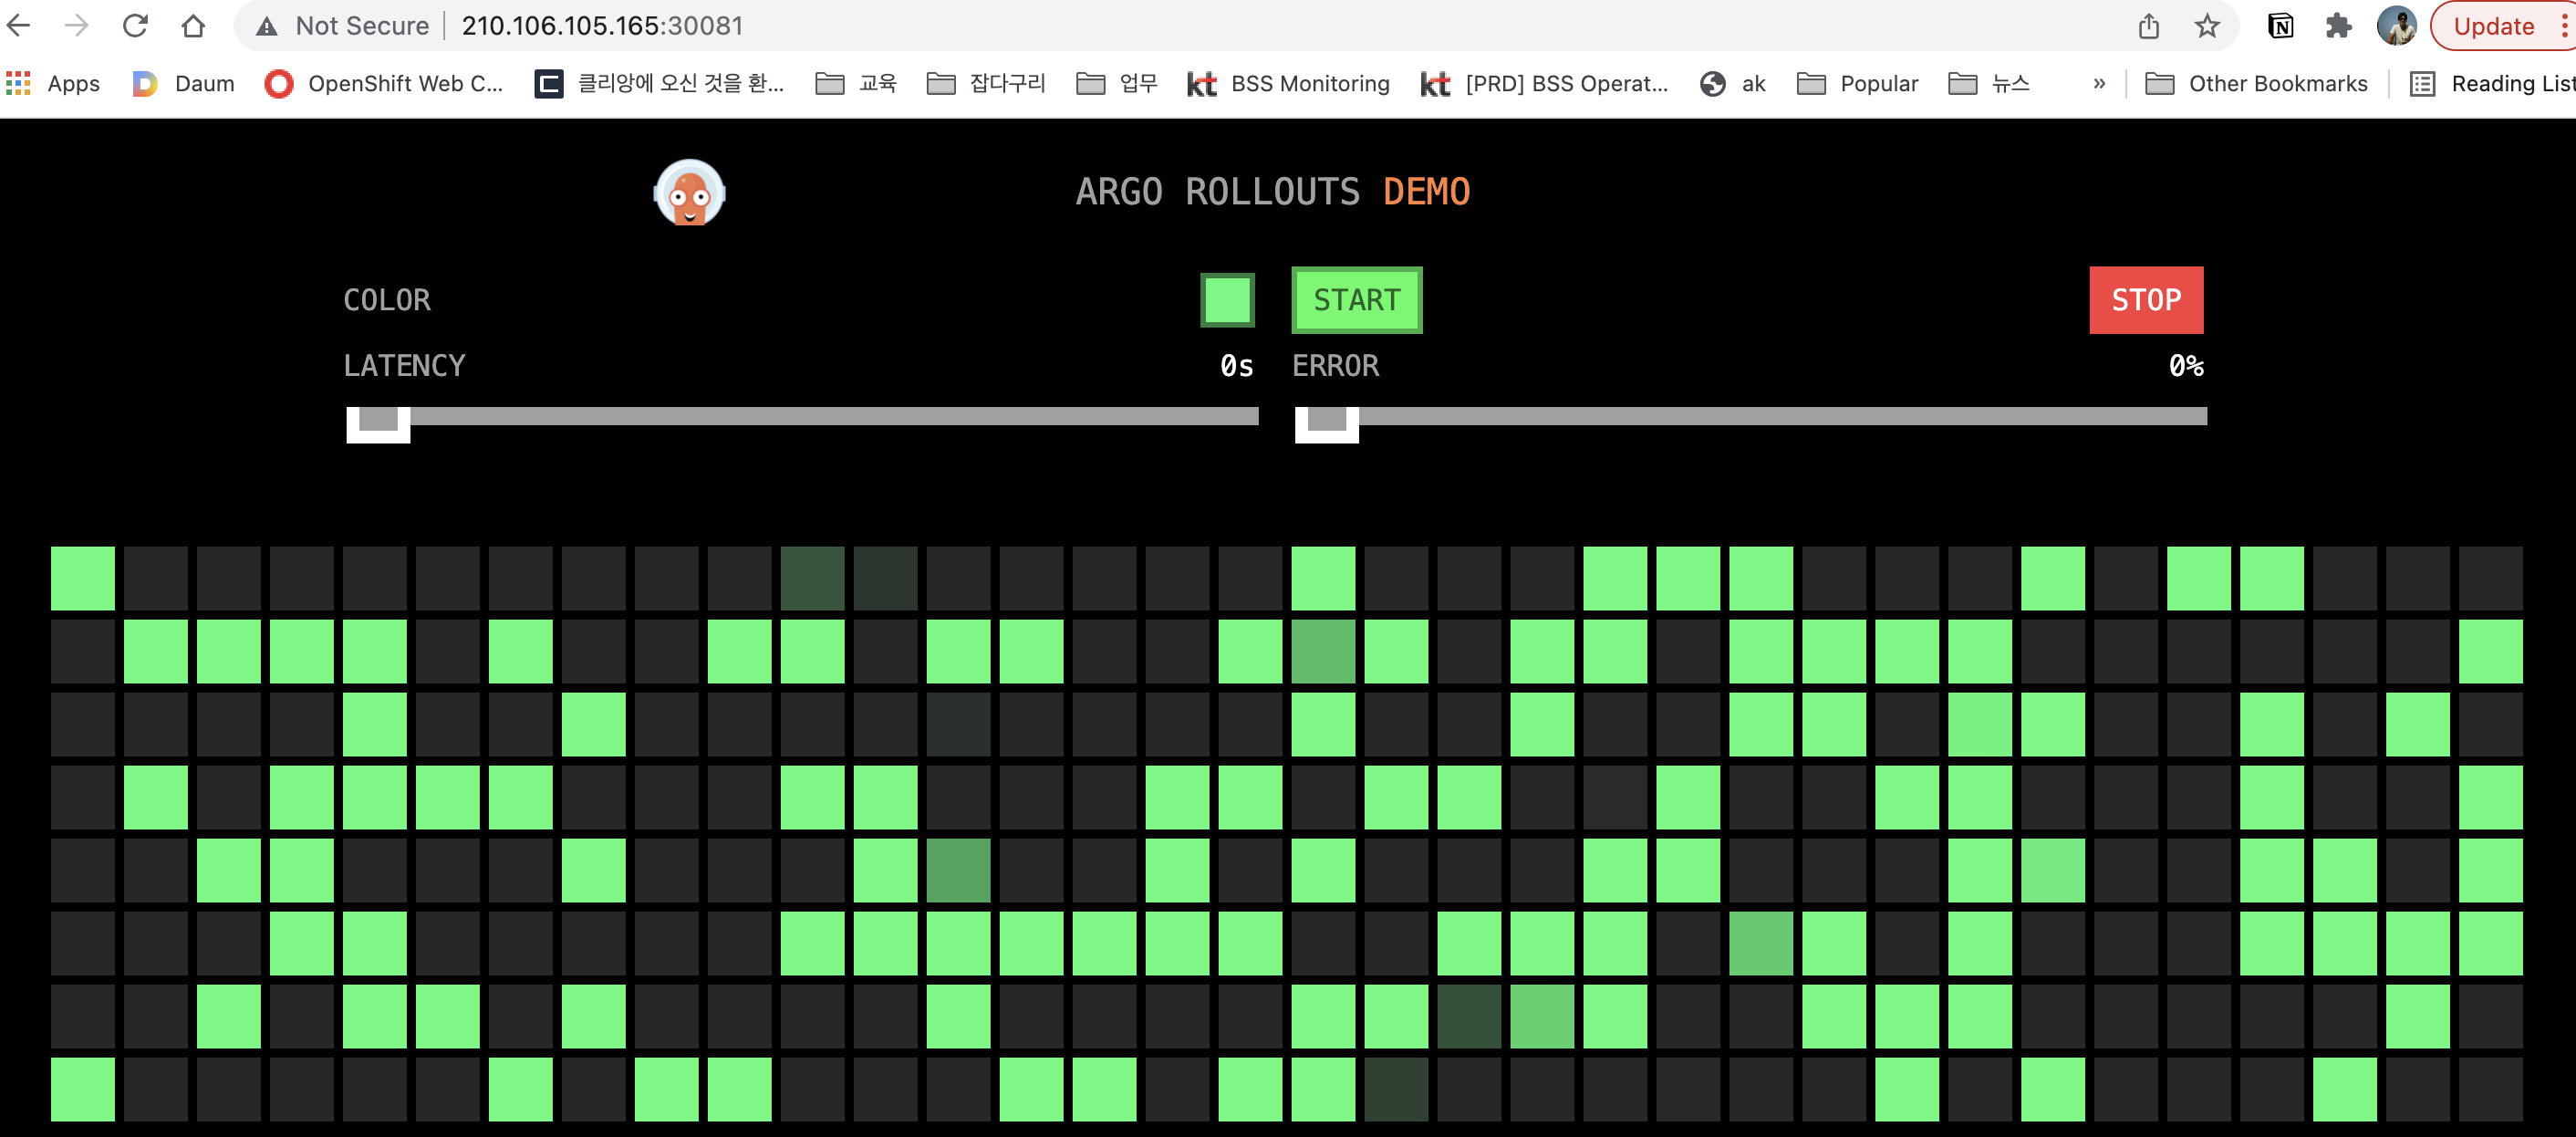 Not Secure 210.106.105.165:30081 Update
Apps Daum OpenShift Web C... 클리앙에 오신 것을 환... 교육 잡다구리 업무 kt BSS Monitoring kt [PRD] BSS Operat... ak Popular 뉴스 » Other Bookmarks Reading List
ARGO ROLLOUTS DEMO
COLOR START STOP
LATENCY 0s ERROR 0%